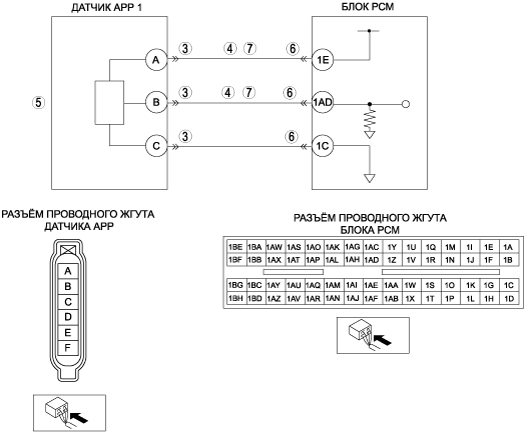 ДАТЧИК APP 1
БЛОК PCM
3 4 7 6
A 1E
5
3 4 7 6
B 1AD
3 6
C 1C
РАЗЪЁМ ПРОВОДНОГО ЖГУТА
ДАТЧИКА APP
A
B
C
D
E
F
РАЗЪЁМ ПРОВОДНОГО ЖГУТА
БЛОКА PCM
1BE 1BA 1AW 1AS 1AO 1AK 1AG 1AC 1Y 1U 1Q 1M 1I 1E 1A
1BF 1BB 1AX 1AT 1AP 1AL 1AH 1AD 1Z 1V 1R 1N 1J 1F 1B
1BG 1BC 1AY 1AU 1AQ 1AM 1AI 1AE 1AA 1W 1S 1O 1K 1G 1C
1BH 1BD 1AZ 1AV 1AR 1AN 1AJ 1AF 1AB 1X 1T 1P 1L 1H 1D